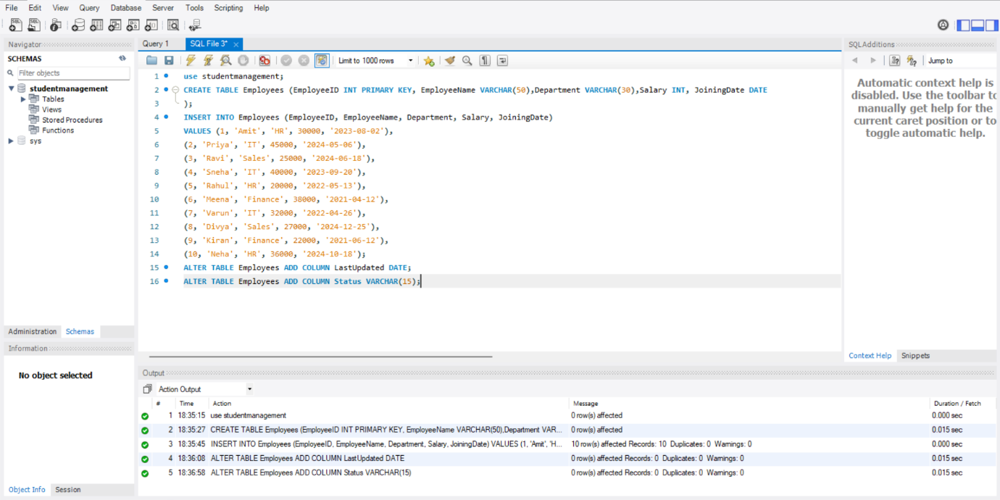 File Edit View Query Database Server Tools Scripting Help
Navigator
SCHEMAS
Filter objects
studentmanagement
Tables
Views
Stored Procedures
Functions
sys
Administration Schemas
Information
No object selected
Object Info Session
Query 1 SQL File 3* ×
Limit to 1000 rows
1 use studentmanagement;
2 CREATE TABLE Employees (EmployeeID INT PRIMARY KEY, EmployeeName VARCHAR(50),Department VARCHAR(30),Salary INT, JoiningDate DATE
3 );
4 INSERT INTO Employees (EmployeeID, EmployeeName, Department, Salary, JoiningDate)
5 VALUES (1, 'Amit', 'HR', 30000, '2023-08-02'),
6 (2, 'Priya', 'IT', 45000, '2024-05-06'),
7 (3, 'Ravi', 'Sales', 25000, '2024-06-18'),
8 (4, 'Sneha', 'IT', 40000, '2023-09-20'),
9 (5, 'Rahul', 'HR', 20000, '2022-05-13'),
10 (6, 'Meena', 'Finance', 38000, '2021-04-12'),
11 (7, 'Varun', 'IT', 32000, '2022-04-26'),
12 (8, 'Divya', 'Sales', 27000, '2024-12-25'),
13 (9, 'Kiran', 'Finance', 22000, '2021-06-12'),
14 (10, 'Neha', 'HR', 36000, '2024-10-18');
15 ALTER TABLE Employees ADD COLUMN LastUpdated DATE;
16 ALTER TABLE Employees ADD COLUMN Status VARCHAR(15);
SQLAdditions
Jump to
Automatic context help is
disabled. Use the toolbar to
manually get help for the
current caret position or to
toggle automatic help.
Context Help Snippets
Output
Action Output
# Time Action Message Duration / Fetch
1 18:35:15 use studentmanagement 0 row(s) affected 0.000 sec
2 18:35:27 CREATE TABLE Employees (EmployeeID INT PRIMARY KEY, EmployeeName VARCHAR(50),Department VAR... 0 row(s) affected 0.015 sec
3 18:35:45 INSERT INTO Employees (EmployeeID, EmployeeName, Department, Salary, JoiningDate) VALUES (1, 'Amit', 'H... 10 row(s) affected Records: 10 Duplicates: 0 Warnings: 0 0.000 sec
4 18:36:08 ALTER TABLE Employees ADD COLUMN LastUpdated DATE 0 row(s) affected Records: 0 Duplicates: 0 Warnings: 0 0.015 sec
5 18:36:58 ALTER TABLE Employees ADD COLUMN Status VARCHAR(15) 0 row(s) affected Records: 0 Duplicates: 0 Warnings: 0 0.015 sec